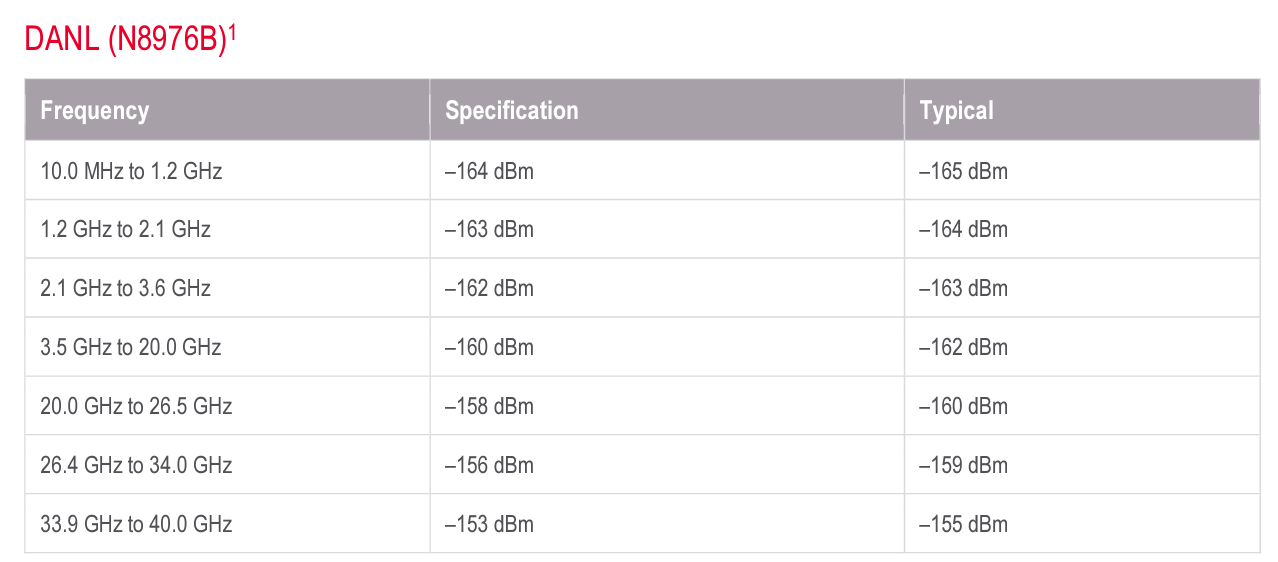 DANL (N8976B)¹
Frequency Specification Typical
10.0 MHz to 1.2 GHz –164 dBm –165 dBm
1.2 GHz to 2.1 GHz –163 dBm –164 dBm
2.1 GHz to 3.6 GHz –162 dBm –163 dBm
3.5 GHz to 20.0 GHz –160 dBm –162 dBm
20.0 GHz to 26.5 GHz –158 dBm –160 dBm
26.4 GHz to 34.0 GHz –156 dBm –159 dBm
33.9 GHz to 40.0 GHz –153 dBm –155 dBm